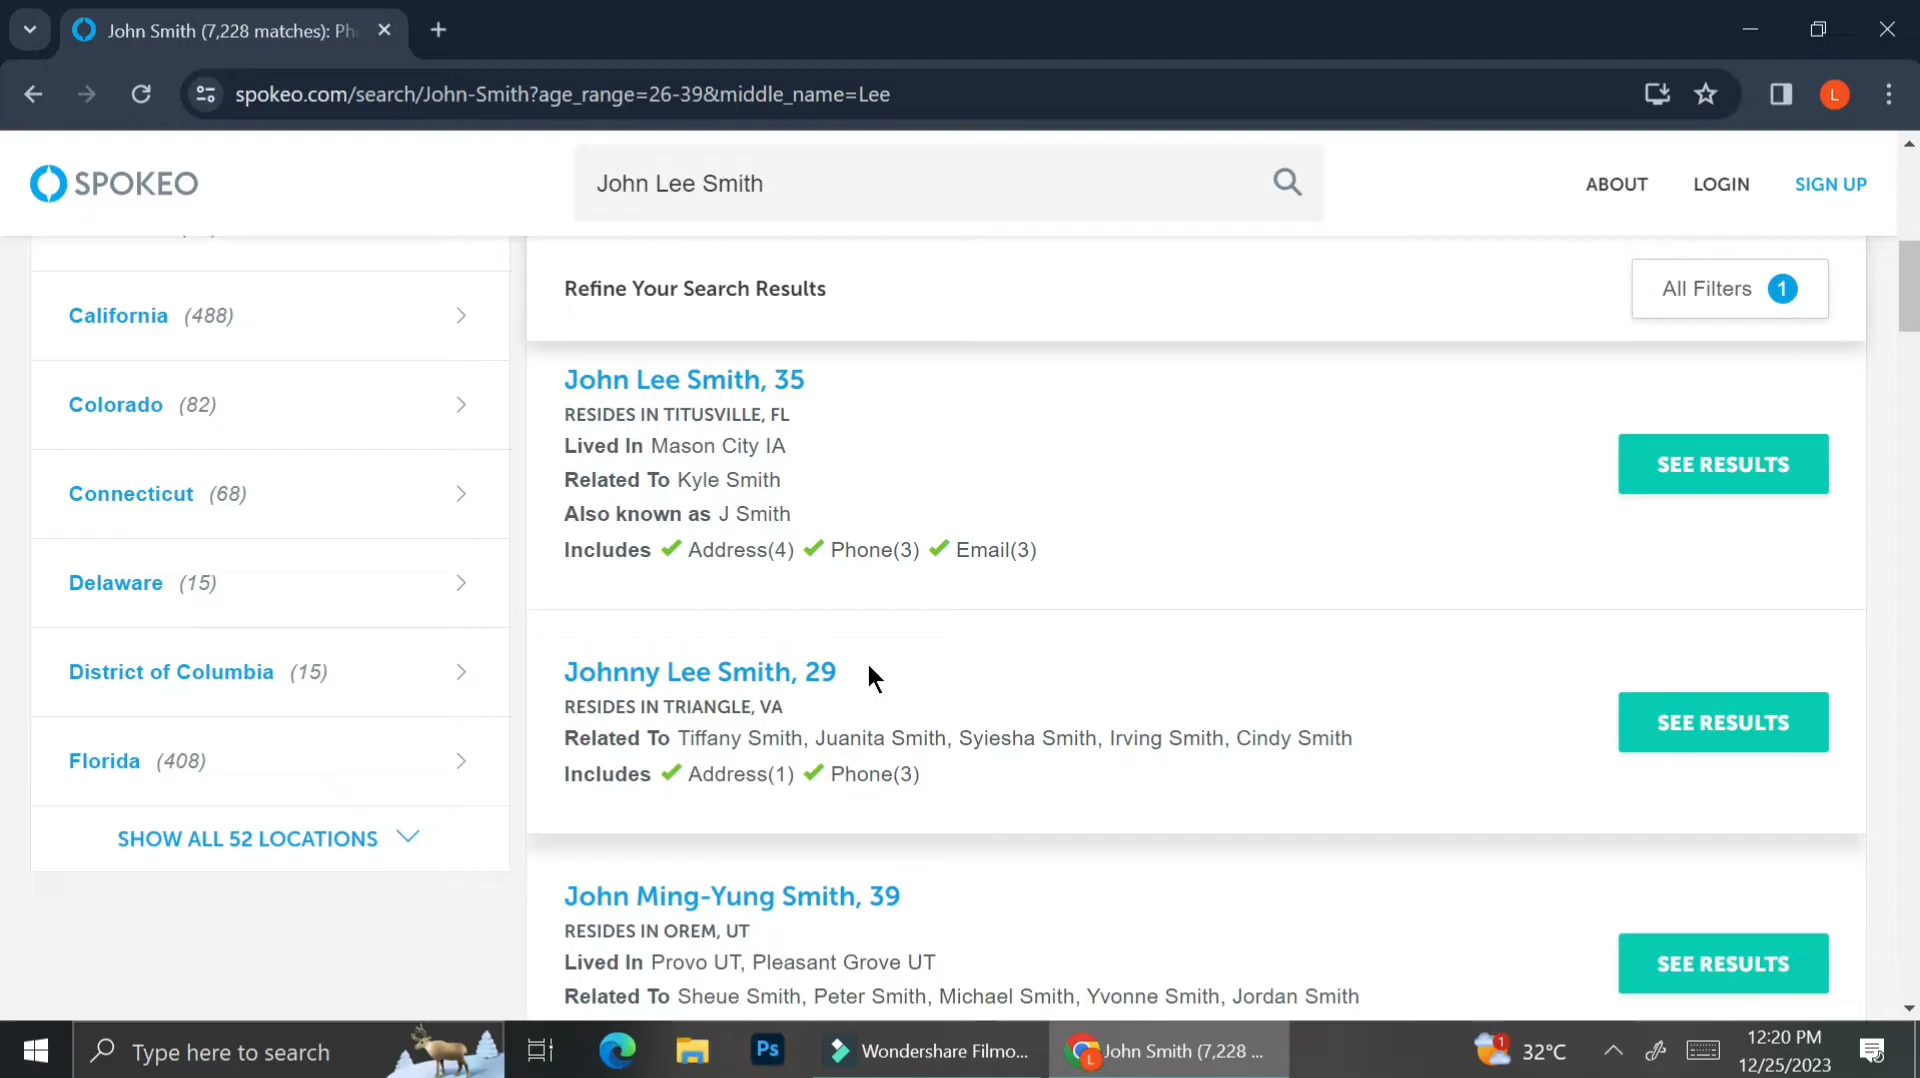 John Smith (7,228 matches): Ph
spokeo.com/search/John-Smith?age_range=26-39&middle_name=Lee
L
SPOKEO
John Lee Smith
ABOUT
LOGIN
SIGN UP
California (488)
Colorado (82)
Connecticut (68)
Delaware (15)
District of Columbia (15)
Florida (408)
SHOW ALL 52 LOCATIONS
Refine Your Search Results
All Filters 1
John Lee Smith, 35
RESIDES IN TITUSVILLE, FL
Lived In Mason City IA
Related To Kyle Smith
Also known as J Smith
Includes Address(4) Phone(3) Email(3)
SEE RESULTS
Johnny Lee Smith, 29
RESIDES IN TRIANGLE, VA
Related To Tiffany Smith, Juanita Smith, Syiesha Smith, Irving Smith, Cindy Smith
Includes Address(1) Phone(3)
SEE RESULTS
John Ming-Yung Smith, 39
RESIDES IN OREM, UT
Lived In Provo UT, Pleasant Grove UT
Related To Sheue Smith, Peter Smith, Michael Smith, Yvonne Smith, Jordan Smith
SEE RESULTS
Type here to search
Ps
Wondershare Filmo...
L
John Smith (7,228 ...
1
32°C
12:20 PM
12/25/2023